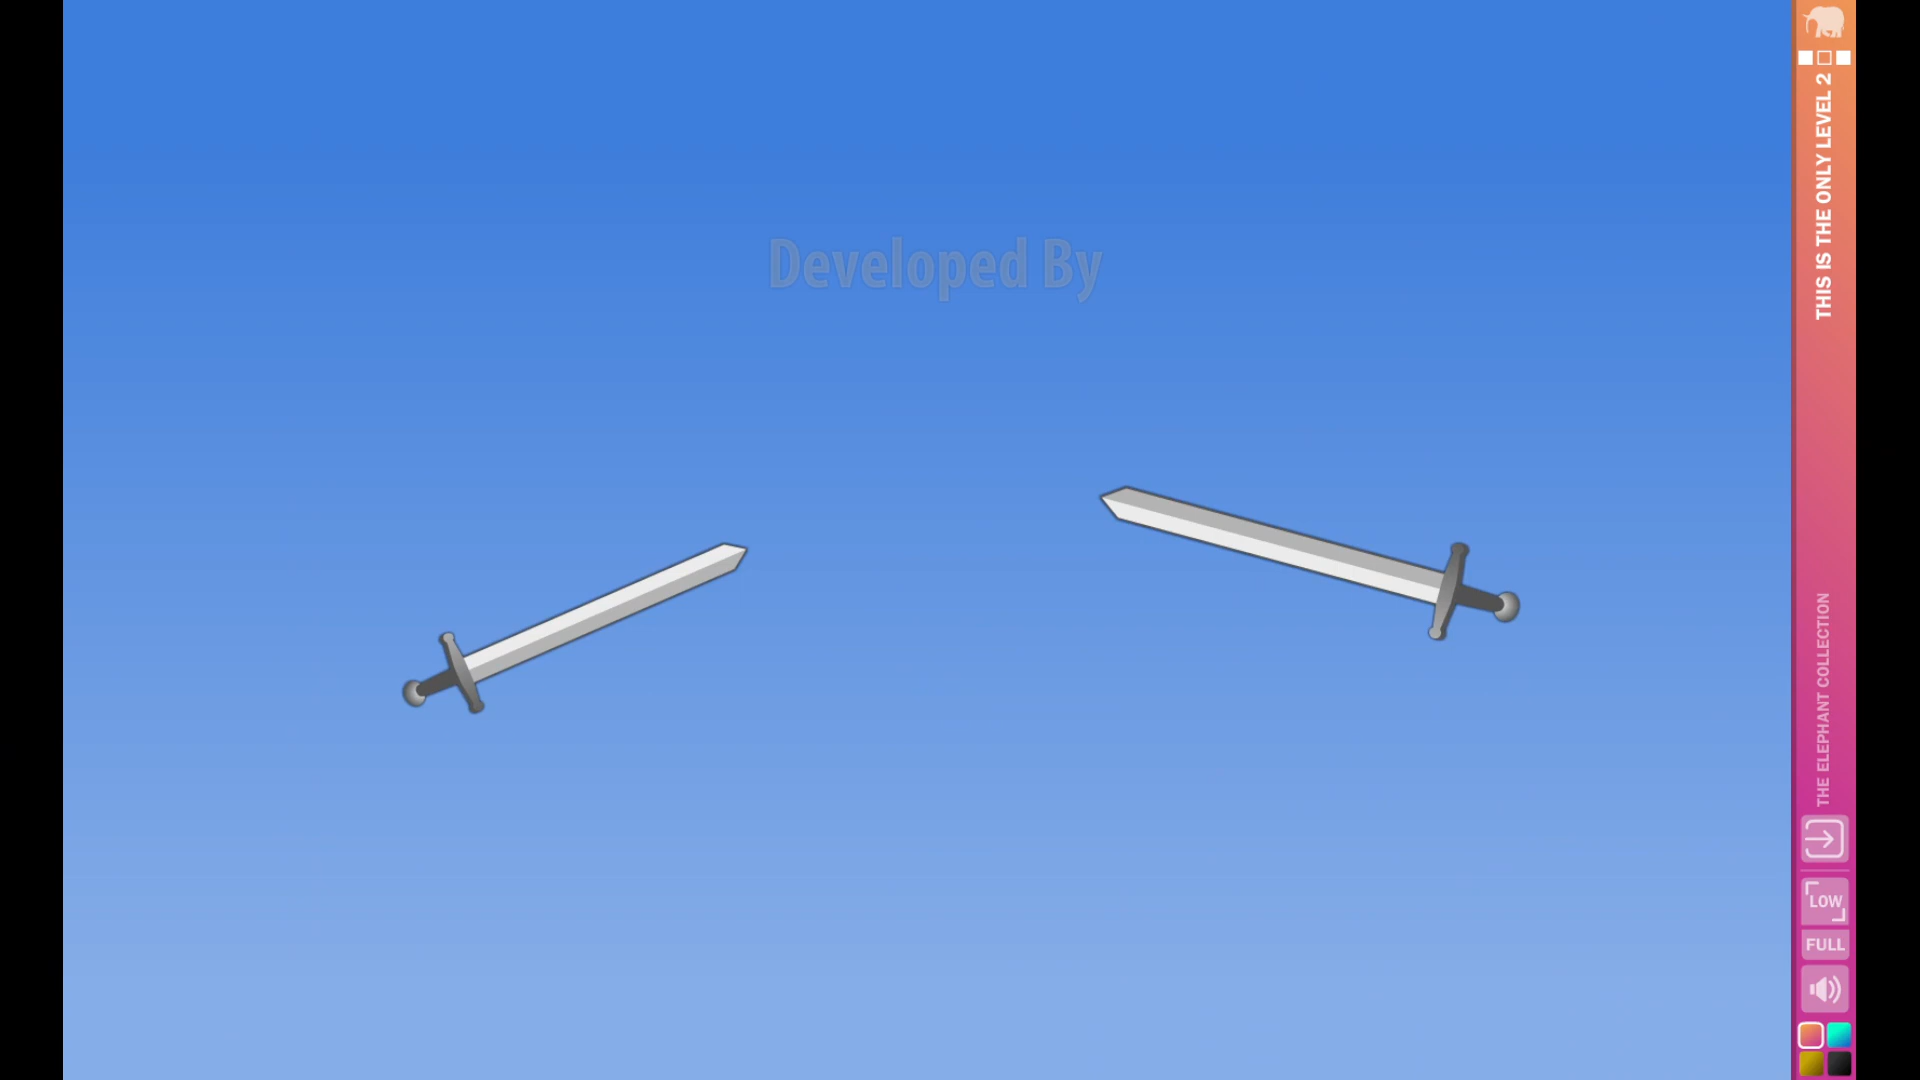 Developed By
THIS IS THE ONLY LEVEL 2
THE ELEPHANT COLLECTION
LOW
FULL